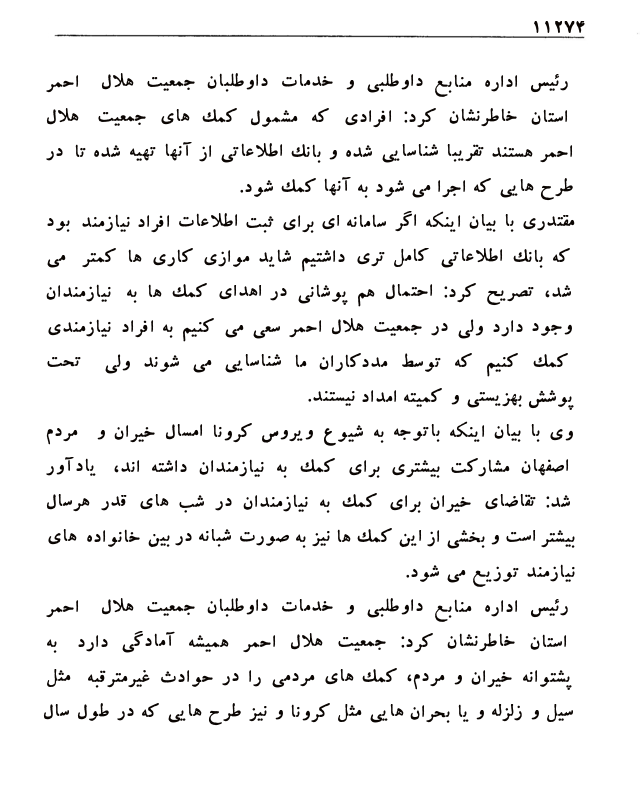 ۱۱۲۷۴
رئیس اداره منابع داوطلبی و خدمات داوطلبان جمعیت هلال احمر
استان خاطرنشان کرد: افرادی که مشمول کمك های جمعیت هلال
احمر هستند تقریبا شناسایی شده و بانك اطلاعاتی از آنها تهیه شده تا در
طرح هایی که اجرا می شود به آنها کمك شود.
مقتدری با بیان اینکه اگر سامانه ای برای ثبت اطلاعات افراد نیازمند بود
که بانك اطلاعاتی کامل تری داشتیم شاید موازی کاری ها کمتر می
شد، تصریح کرد: احتمال هم پوشانی در اهدای کمك ها به نیازمندان
وجود دارد ولی در جمعیت هلال احمر سعی می کنیم به افراد نیازمندی
کمك کنیم که توسط مددکاران ما شناسایی می شوند ولی تحت
پوشش بهزیستی و کمیته امداد نیستند.
وی با بیان اینکه باتوجه به شیوع ویروس کرونا امسال خیران و مردم
اصفهان مشارکت بیشتری برای کمك به نیازمندان داشته اند، یادآور
شد: تقاضای خیران برای کمك به نیازمندان در شب های قدر هرسال
بیشتر است و بخشی از این کمك ها نیز به صورت شبانه در بین خانواده های
نیازمند توزیع می شود.
رئیس اداره منابع داوطلبی و خدمات داوطلبان جمعیت هلال احمر
استان خاطرنشان کرد: جمعیت هلال احمر همیشه آمادگی دارد به
پشتوانه خیران و مردم، کمك های مردمی را در حوادث غیرمترقبه مثل
سیل و زلزله و یا بحران هایی مثل کرونا و نیز طرح هایی که در طول سال